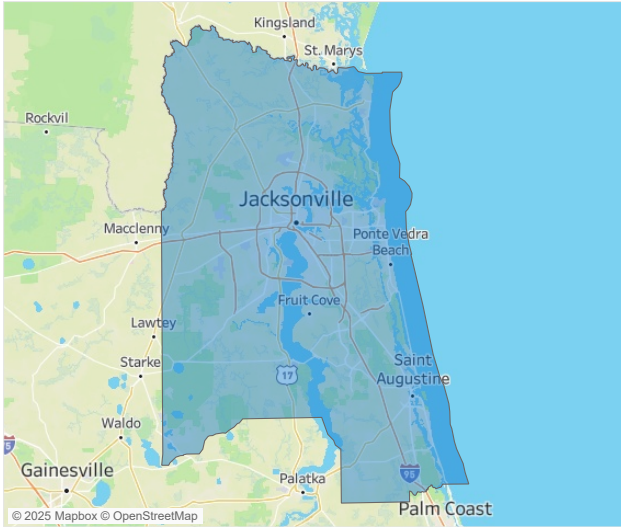 Kingsland
St. Marys
Rockvil
Jacksonville
Macclenny
Ponte Vedra
Beach
Fruit Cove
Lawtey
Starke
Saint
Augustine
17
Waldo
5
Gainesville
95
Palatka
Palm Coast
© 2025 Mapbox © OpenStreetMap